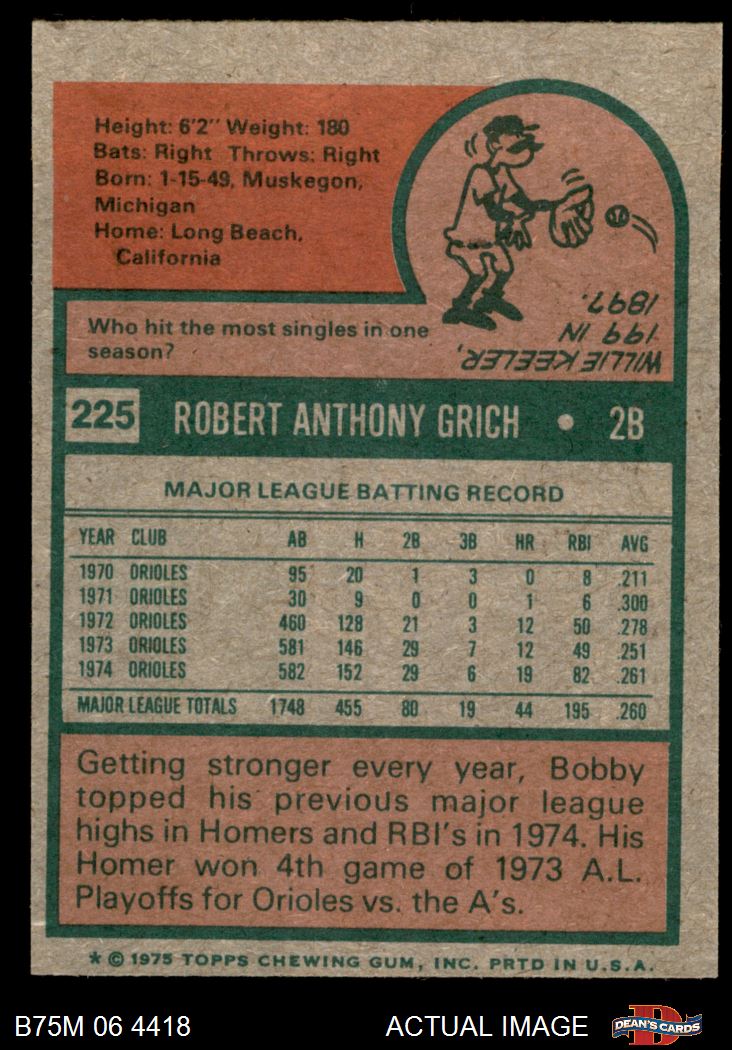 Height: 6'2" Weight: 180
Bats: Right Throws: Right
Born: 1-15-49, Muskegon,
Michigan
Home: Long Beach,
California
Who hit the most singles in one
season?
WILLIE KEELER,
199 IN
1897.
225 ROBERT ANTHONY GRICH • 2B
MAJOR LEAGUE BATTING RECORD
YEAR CLUB AB H 2B 3B HR RBI AVG
1970 ORIOLES 95 20 1 3 0 8 .211
1971 ORIOLES 30 9 0 0 1 6 .300
1972 ORIOLES 460 128 21 3 12 50 .278
1973 ORIOLES 581 146 29 7 12 49 .251
1974 ORIOLES 582 152 29 6 19 82 .261
MAJOR LEAGUE TOTALS 1748 455 80 19 44 195 .260
Getting stronger every year, Bobby
topped his previous major league
highs in Homers and RBI's in 1974. His
Homer won 4th game of 1973 A.L.
Playoffs for Orioles vs. the A's.
* © 1975 TOPPS CHEWING GUM, INC. PRTD IN U.S.A.
B75M 06 4418 ACTUAL IMAGE DEAN'S CARDS